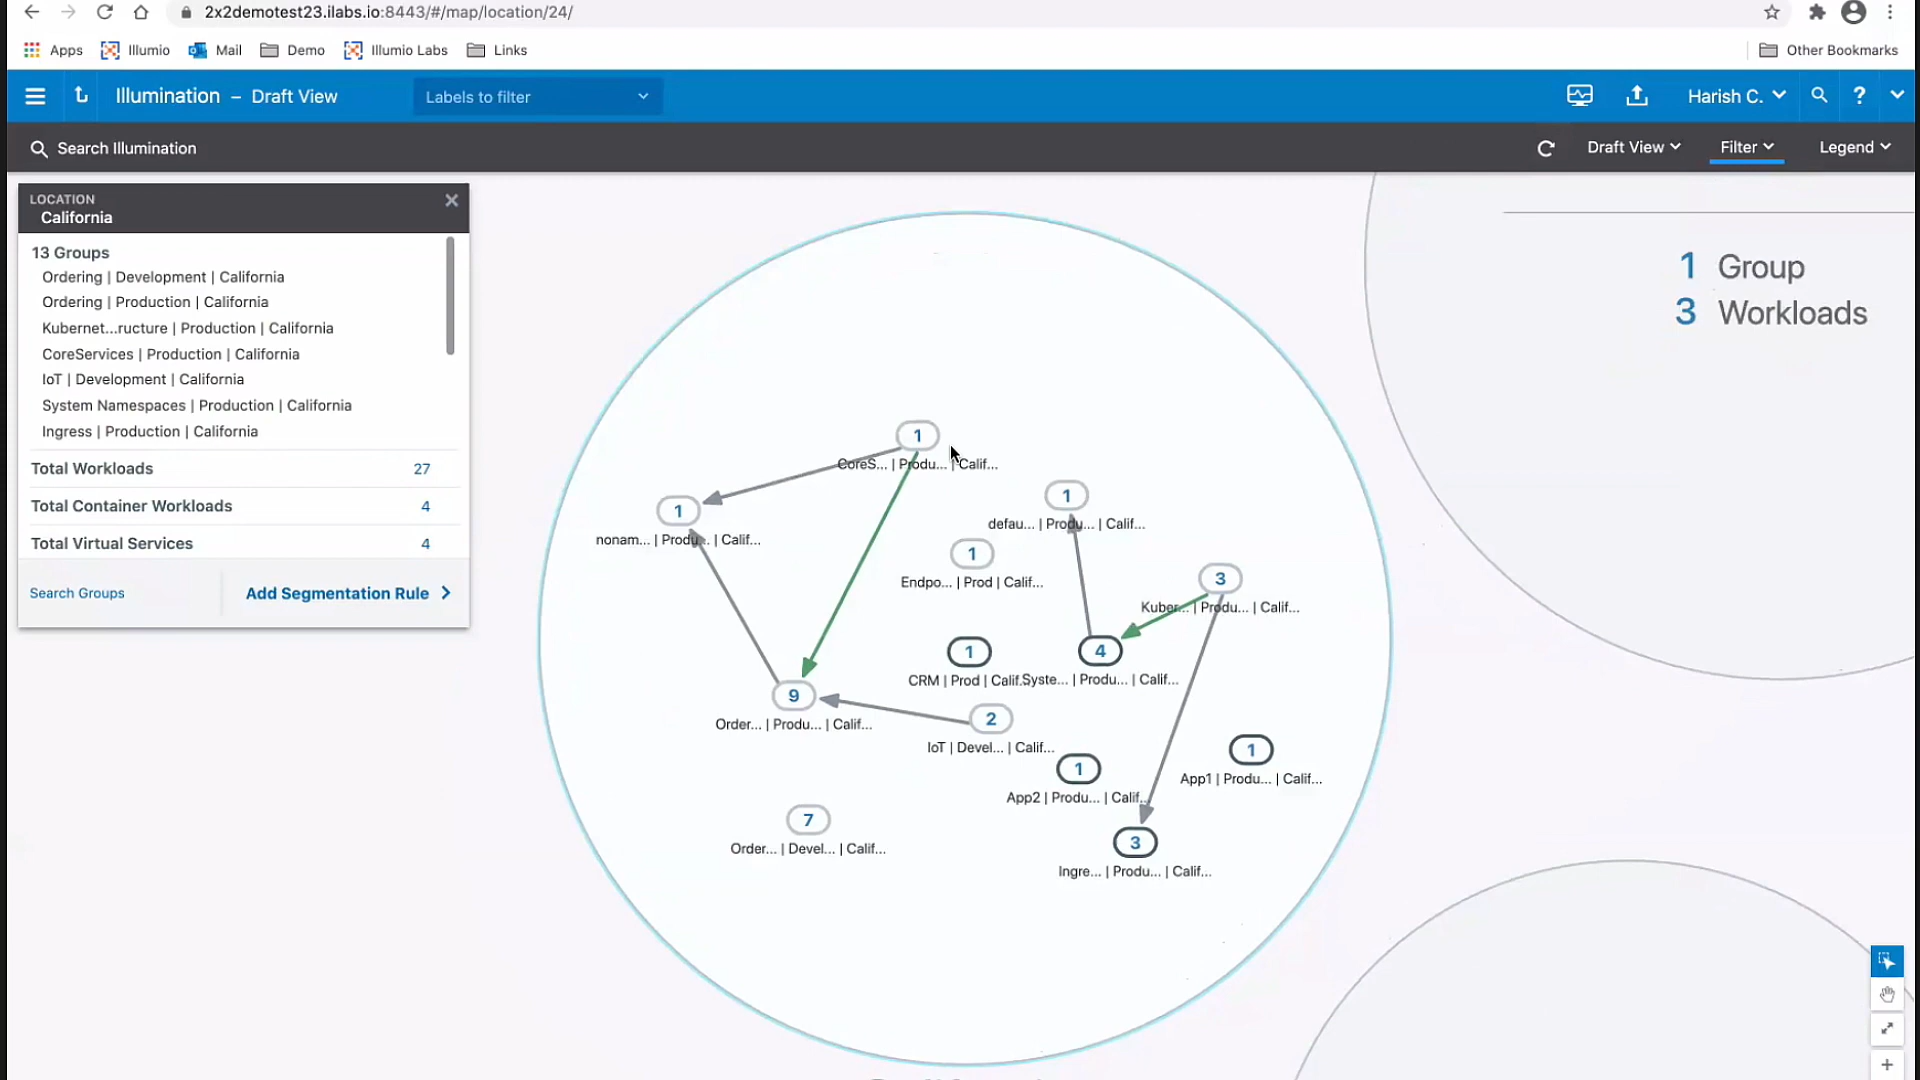 2x2demotest23.ilabs.io:8443/#/map/location/24/
Apps Illumio Mail Demo Illumio Labs Links Other Bookmarks
Illumination – Draft View Labels to filter Harish C. ?
Search Illumination Draft View Filter Legend
LOCATION
California
13 Groups
Ordering | Development | California
Ordering | Production | California
Kubernet...ructure | Production | California
CoreServices | Production | California
IoT | Development | California
System Namespaces | Production | California
Ingress | Production | California
Total Workloads 27
Total Container Workloads 4
Total Virtual Services 4
Search Groups Add Segmentation Rule
1 Group
3 Workloads
1
CoreS... | Produ... | Calif...
1
nonam... | Produ... | Calif...
1
defau... | Produ... | Calif...
1
Endpo... | Prod | Calif...
3
Kuber... | Produ... | Calif...
1
CRM | Prod | Calif...
4
Syste... | Produ... | Calif...
9
Order... | Produ... | Calif...
2
IoT | Devel... | Calif...
1
App2 | Produ... | Calif...
1
App1 | Produ... | Calif...
7
Order... | Devel... | Calif...
3
Ingre... | Produ... | Calif...